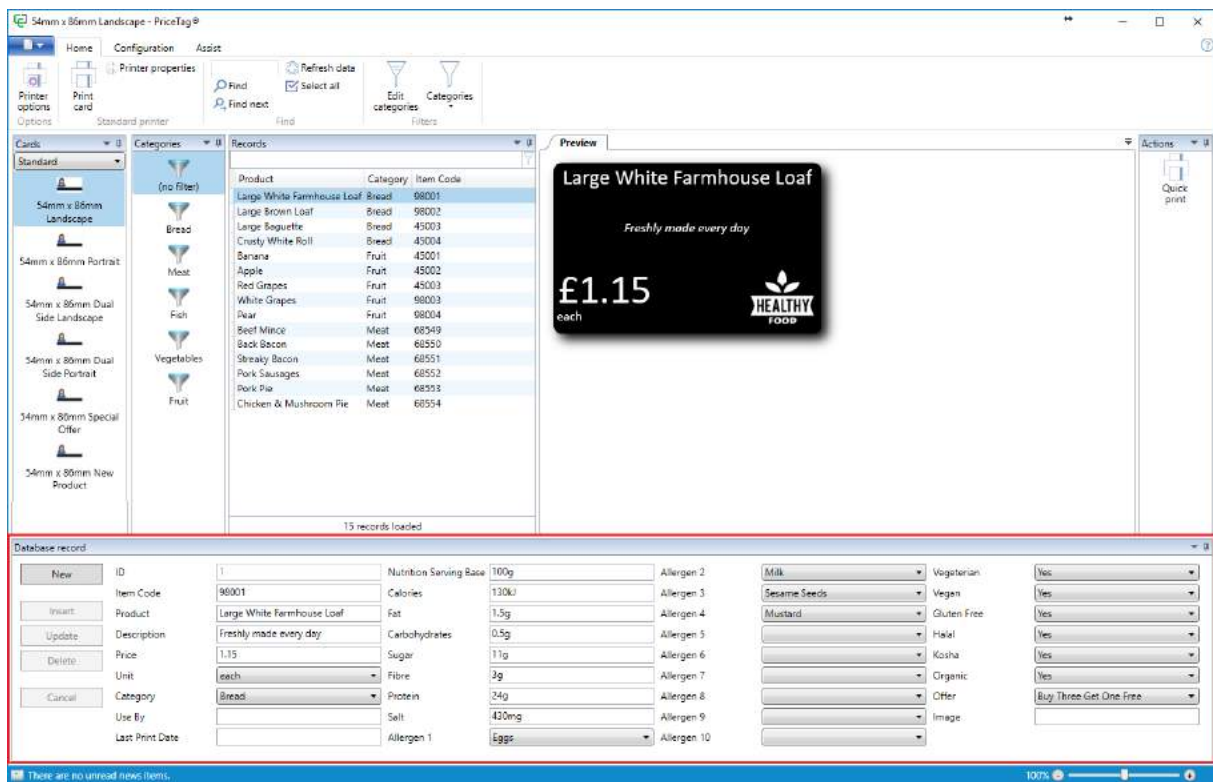 54mm x 86mm Landscape - PriceTag®
Home Configuration Assist
Printer options
Print card
Printer properties
Find
Find next
Refresh data
Select all
Edit categories
Categories
Options Standard printer Find Filters
Cards
Standard
54mm x 86mm Landscape
54mm x 86mm Portrait
54mm x 86mm Dual Side Landscape
54mm x 86mm Dual Side Portrait
54mm x 86mm Special Offer
54mm x 86mm New Product
Categories
(no filter)
Bread
Meat
Fish
Vegetables
Fruit
Records
Product Category Item Code
Large White Farmhouse Loaf Bread 98001
Large Brown Loaf Bread 98002
Large Baguette Bread 45003
Crusty White Roll Bread 45004
Banana Fruit 45001
Apple Fruit 45002
Red Grapes Fruit 45003
White Grapes Fruit 98003
Pear Fruit 98004
Beef Mince Meat 68549
Back Bacon Meat 68550
Streaky Bacon Meat 68551
Pork Sausages Meat 68552
Pork Pie Meat 68553
Chicken & Mushroom Pie Meat 68554
15 records loaded
Preview
Large White Farmhouse Loaf
Freshly made every day
£1.15
each
HEALTHY
FOOD
Actions
Quick print
Database record
New
Insert
Update
Delete
Cancel
ID 1
Item Code 98001
Product Large White Farmhouse Loaf
Description Freshly made every day
Price 1.15
Unit each
Category Bread
Use By
Last Print Date
Nutrition Serving Base 100g
Calories 130kJ
Fat 1.5g
Carbohydrates 0.5g
Sugar 11g
Fibre 3g
Protein 24g
Salt 430mg
Allergen 1 Eggs
Allergen 2 Milk
Allergen 3 Sesame Seeds
Allergen 4 Mustard
Allergen 5
Allergen 6
Allergen 7
Allergen 8
Allergen 9
Allergen 10
Vegeterian Yes
Vegan Yes
Gluten Free Yes
Halal Yes
Kosha Yes
Organic Yes
Offer Buy Three Get One Free
Image
There are no unread news items.
100%